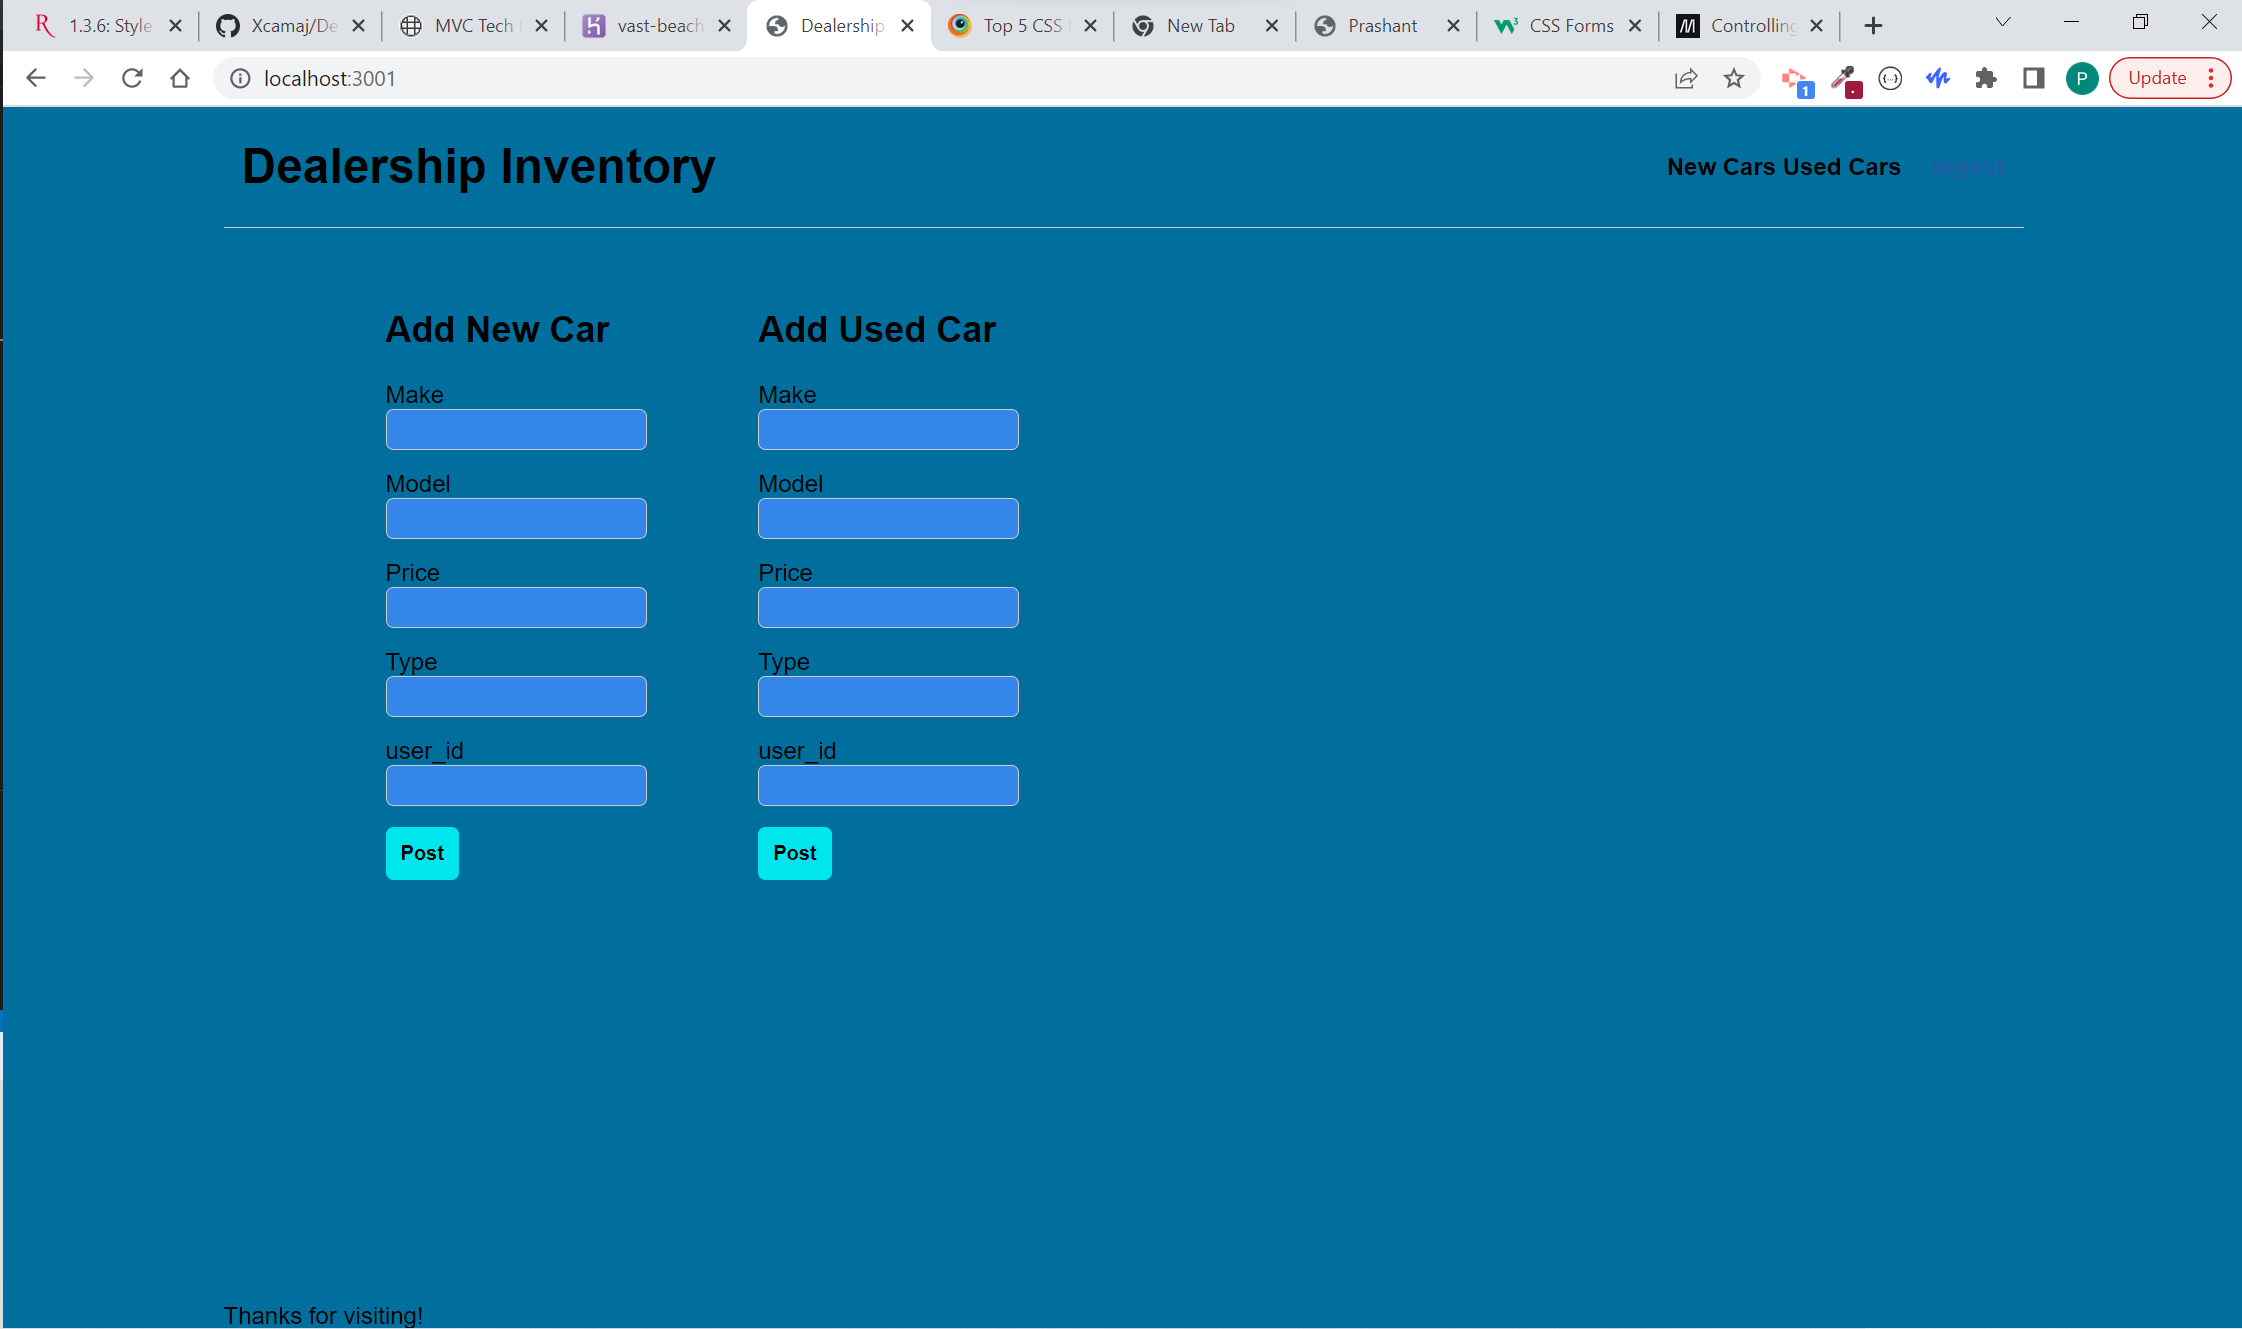 1.3.6: Style
Xcamaj/De
MVC Tech
vast-beach
Dealership
Top 5 CSS
New Tab
Prashant
CSS Forms
Controlling
localhost:3001
1
P
Update
Dealership Inventory
New Cars Used Cars logout
Add New Car Add Used Car
Make Make
Model Model
Price Price
Type Type
user_id user_id
Post Post
Thanks for visiting!